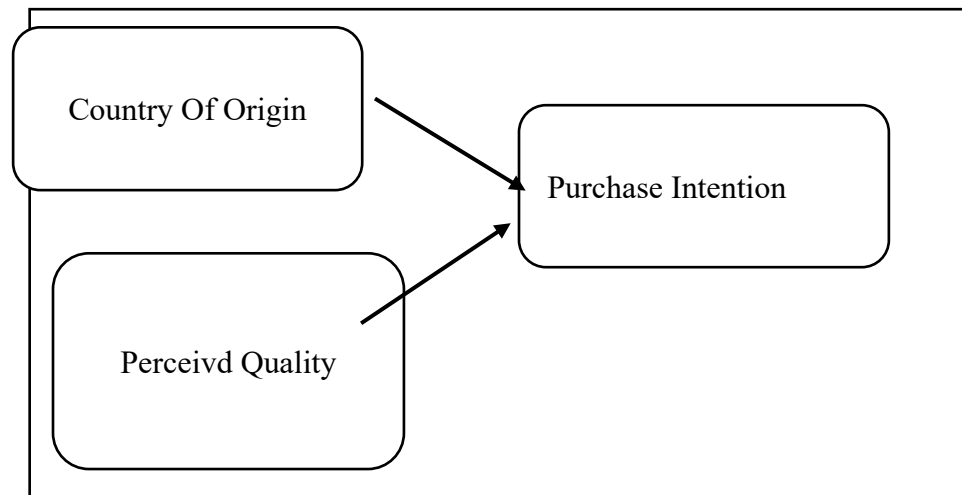 Country Of Origin
Purchase Intention
Perceivd Quality